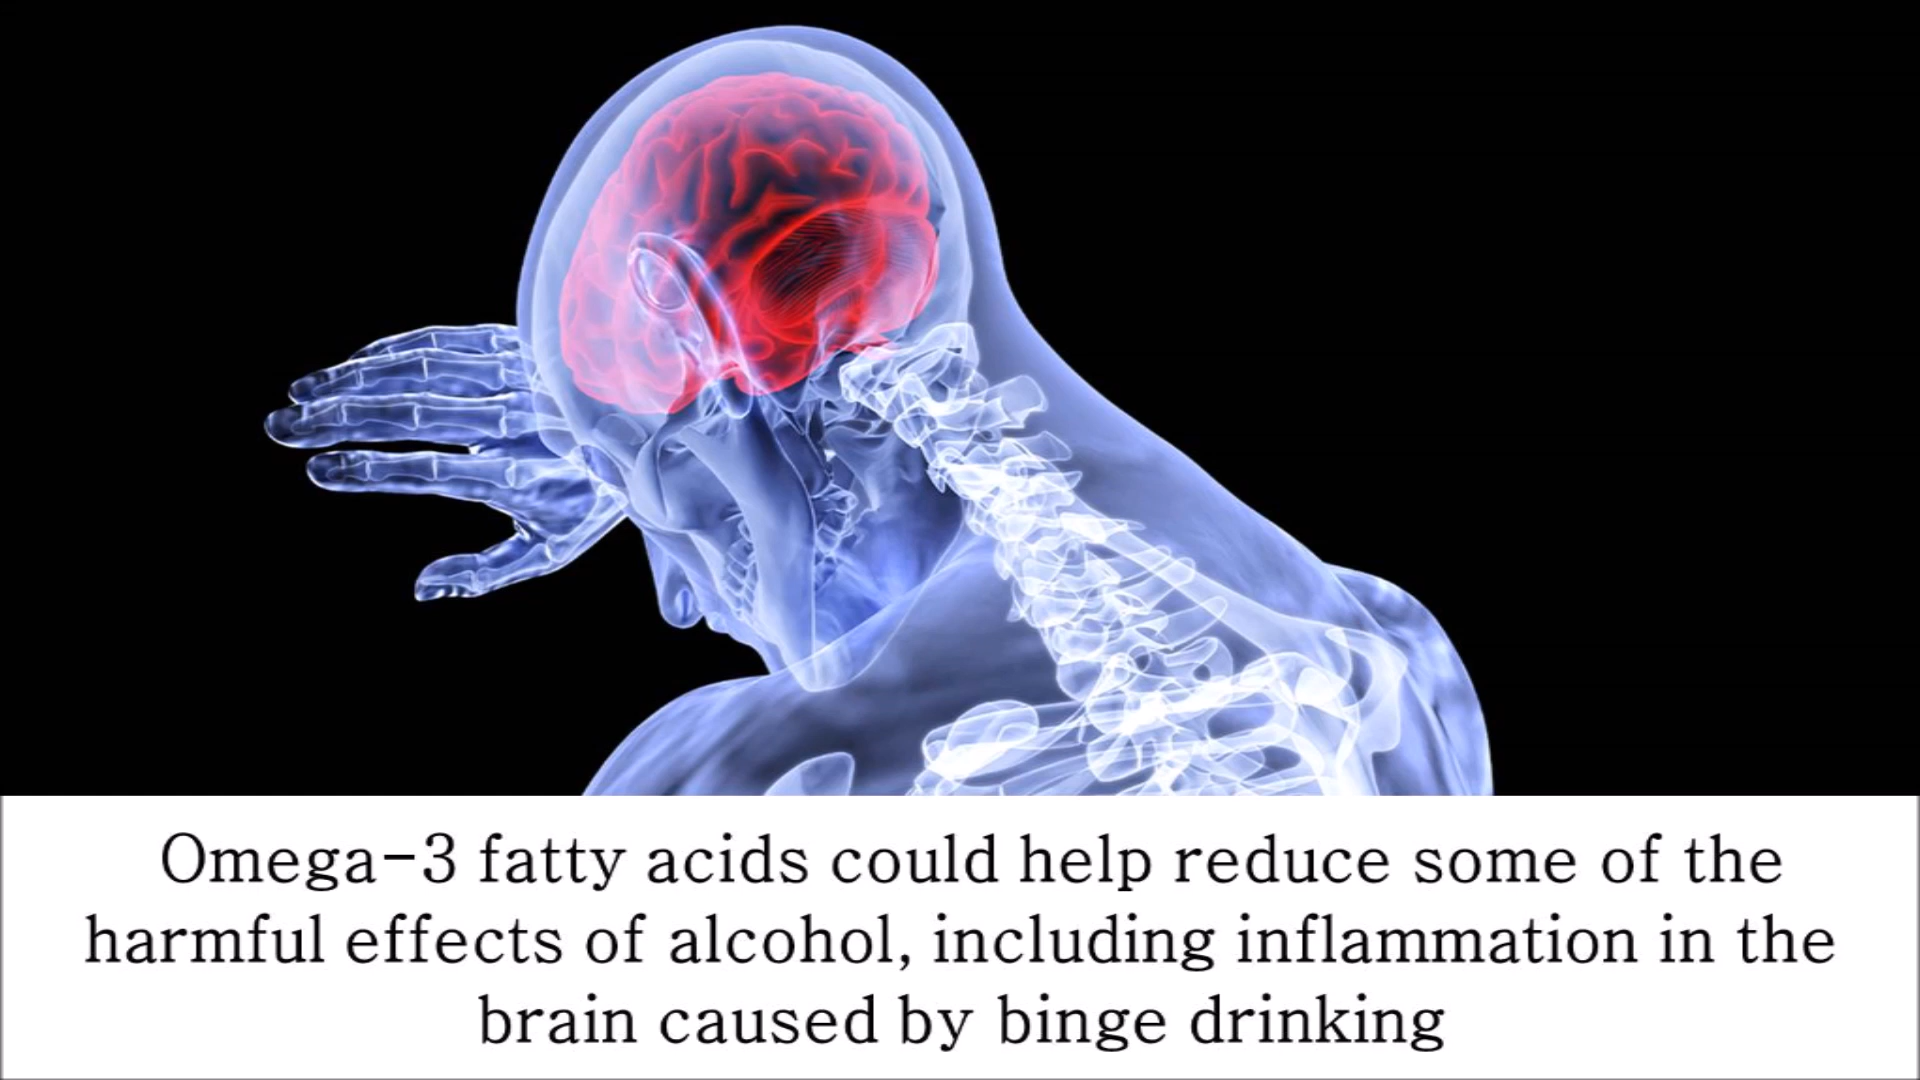 Omega-3 fatty acids could help reduce some of the
harmful effects of alcohol, including inflammation in the
brain caused by binge drinking